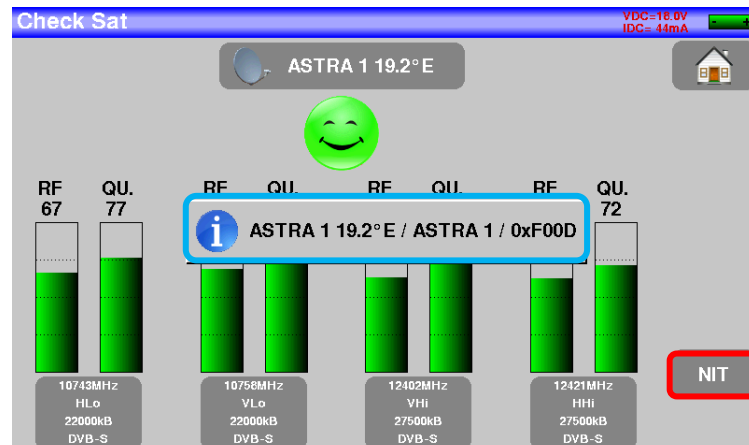 Check Sat
VDC=18.0V
IDC= 44mA
- +
ASTRA 1 19.2°E
RF QU. RF QU. RF QU. RF QU.
67 77 72
i ASTRA 1 19.2°E / ASTRA 1 / 0xF00D
NIT
10743MHz 10758MHz 12402MHz 12421MHz
HLo VLo VHi HHi
22000kB 22000kB 27500kB 27500kB
DVB-S DVB-S DVB-S DVB-S